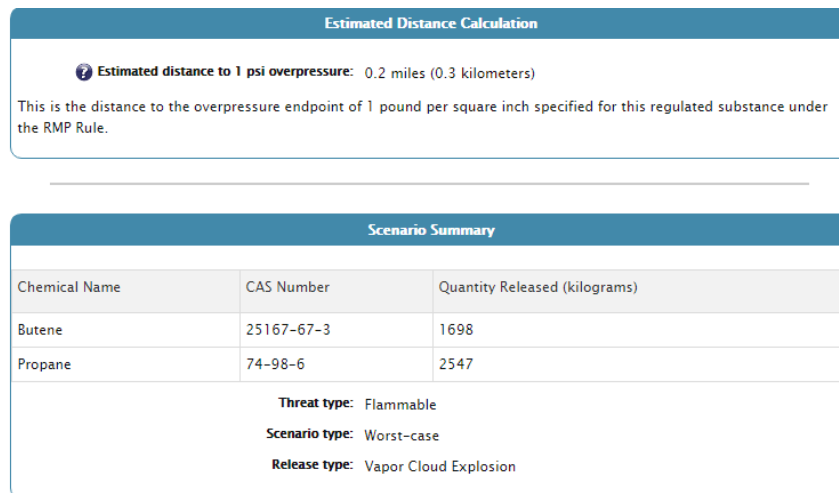 Estimated Distance Calculation
Estimated distance to 1 psi overpressure: 0.2 miles (0.3 kilometers)
This is the distance to the overpressure endpoint of 1 pound per square inch specified for this regulated substance under
the RMP Rule.
Scenario Summary
Chemical Name CAS Number Quantity Released (kilograms)
Butene 25167-67-3 1698
Propane 74-98-6 2547
Threat type: Flammable
Scenario type: Worst-case
Release type: Vapor Cloud Explosion